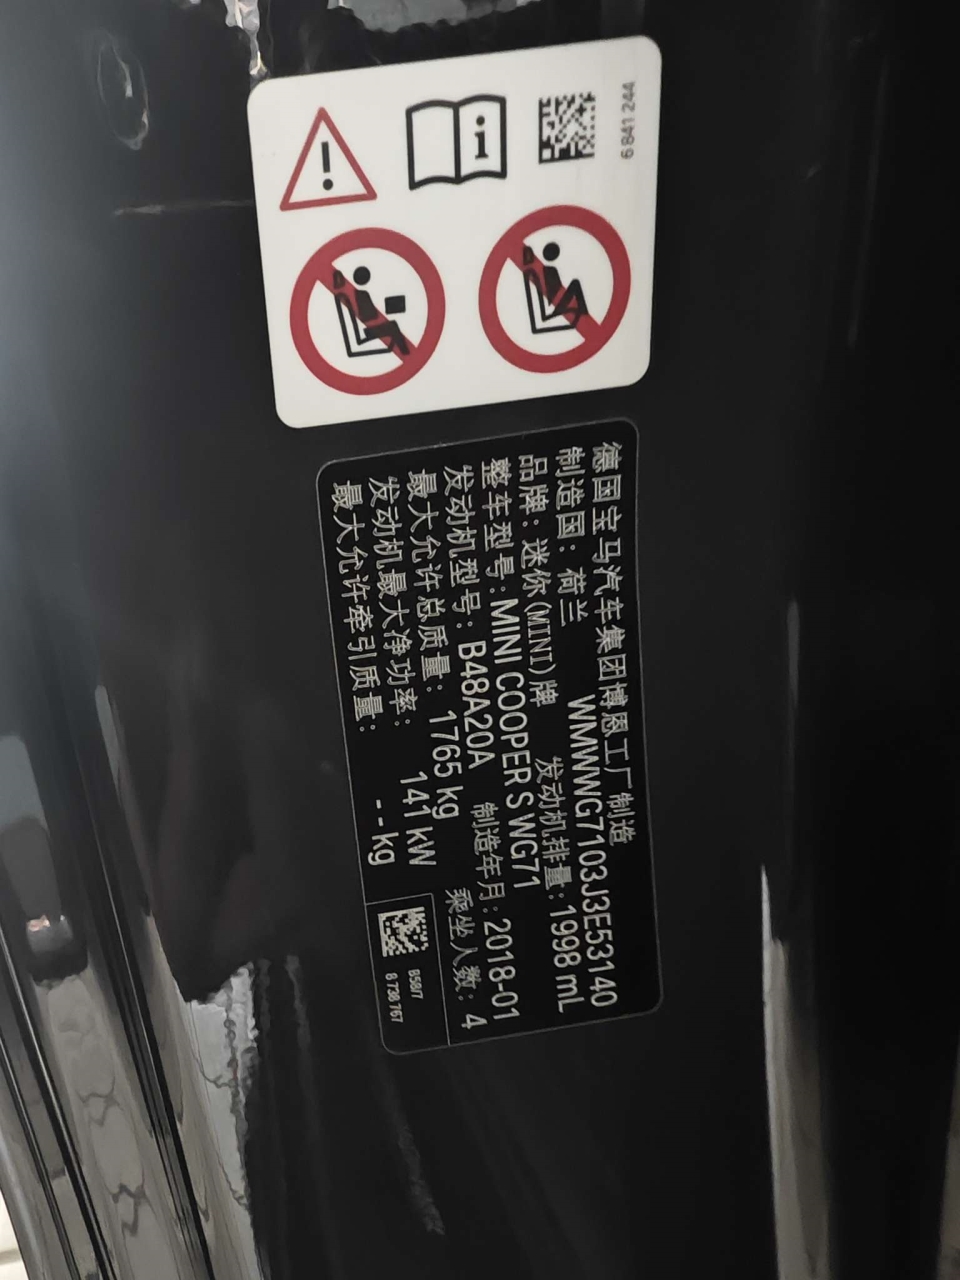 6 841 244
德国宝马汽车集团博恩工厂制造
制造国：荷兰 WMWWG7103J3E53140
品牌：迷你(MINI)牌 发动机排量：1998 mL
整车型号：MINI COOPER S WG71
发动机型号：B48A20A 制造年月：2018-01
最大允许总质量：1765 kg 乘坐人数：4
发动机最大净功率：141 kW
最大允许牵引质量：- - kg
8 738 767